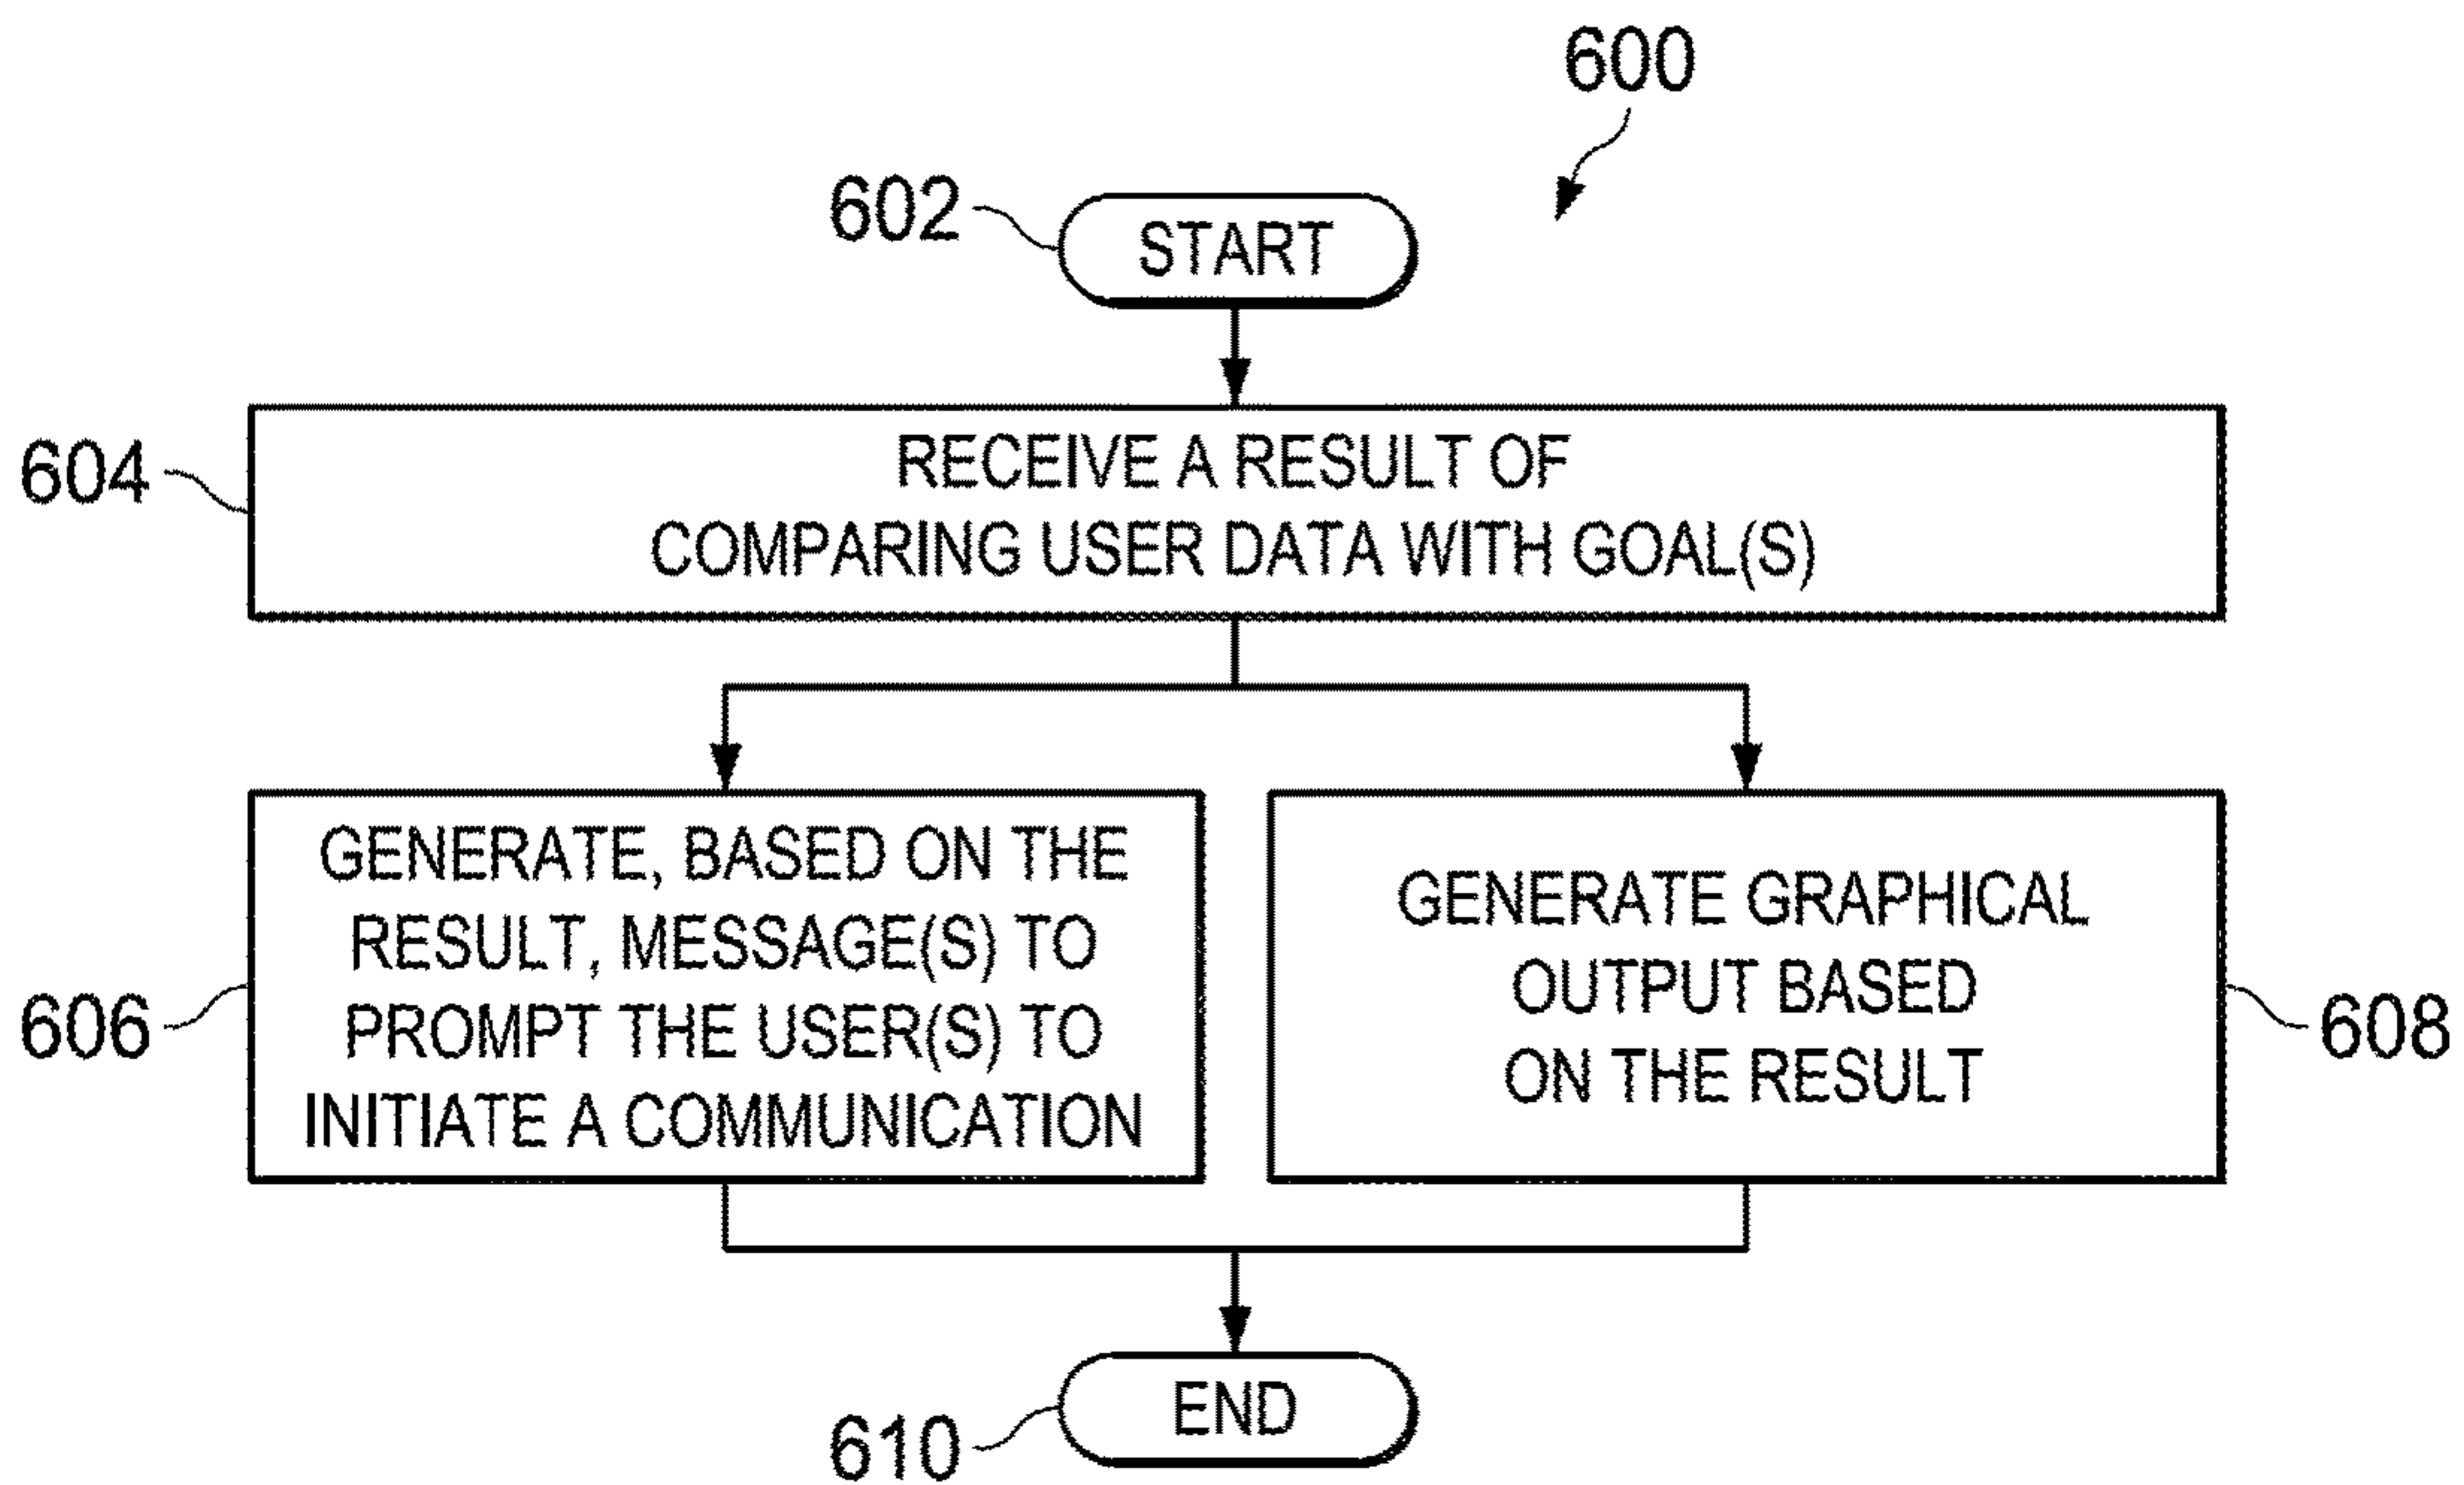 600
602
START
604
RECEIVE A RESULT OF
COMPARING USER DATA WITH GOAL(S)
606
GENERATE, BASED ON THE
RESULT, MESSAGE(S) TO
PROMPT THE USER(S) TO
INITIATE A COMMUNICATION
GENERATE GRAPHICAL
OUTPUT BASED
ON THE RESULT
608
END
610